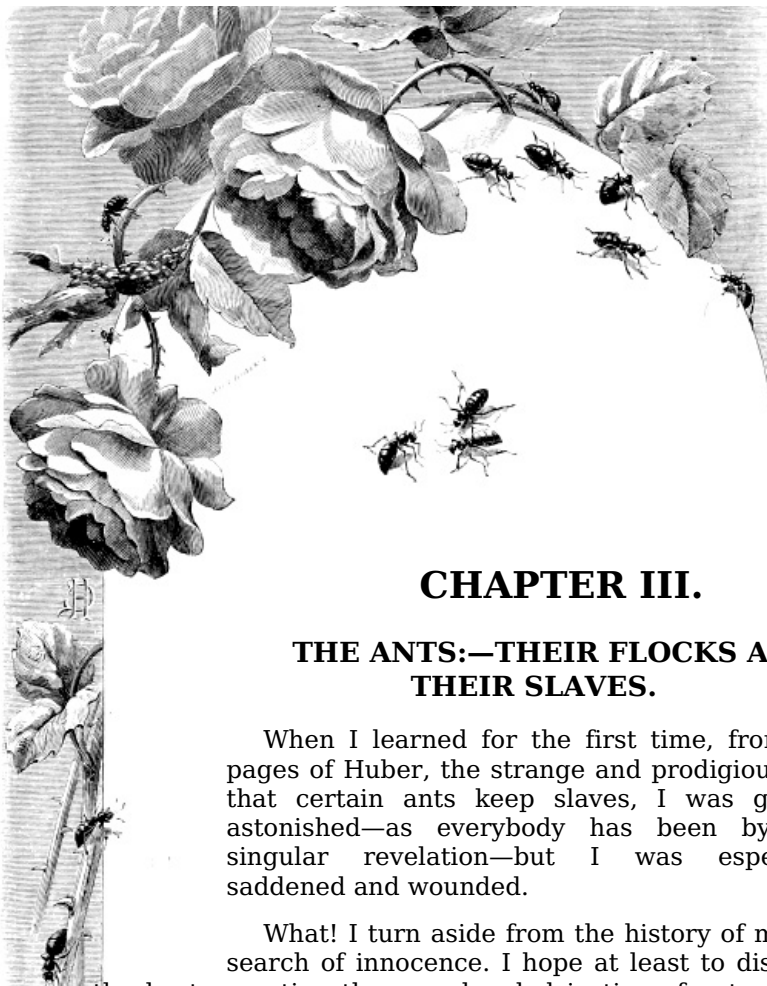 CHAPTER III.
THE ANTS:—THEIR FLOCKS A
THEIR SLAVES.
When I learned for the first time, fro
pages of Huber, the strange and prodigiou
that certain ants keep slaves, I was g
astonished—as everybody has been by
singular revelation—but I was espe
saddened and wounded.
What! I turn aside from the history of m
search of innocence. I hope at least to dis